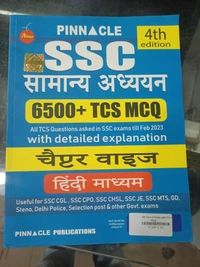 PINNACLE
4th
edition
SSC
सामान्य अध्ययन
6500+ TCS MCQ
All TCS Questions asked in SSC exams till Feb 2023
with detailed explanation
चैप्टर वाइज
हिंदी माध्यम
Useful for SSC CGL , SSC CPO, SSC CHSL, SSC JE, SSC MTS, GD,
Steno, Delhi Police, Selection post & other Govt. exams
PINNACLE PUBLICATIONS